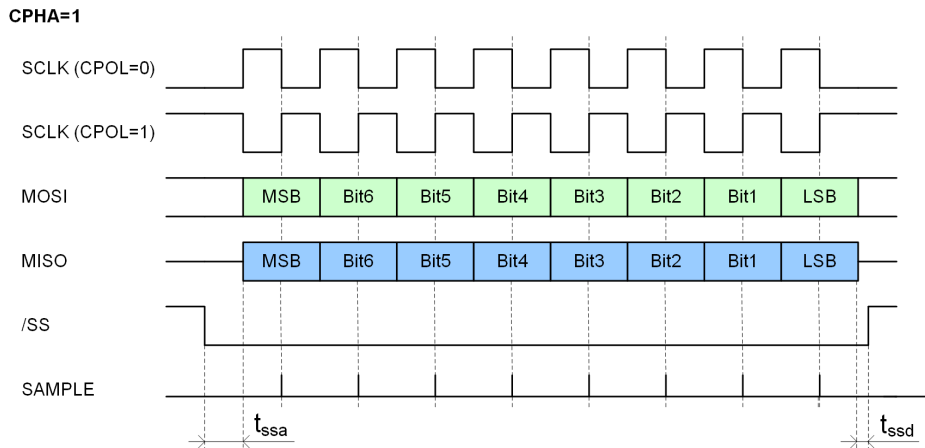 CPHA=1
SCLK (CPOL=0)
SCLK (CPOL=1)
MOSI MSB Bit6 Bit5 Bit4 Bit3 Bit2 Bit1 LSB
MISO MSB Bit6 Bit5 Bit4 Bit3 Bit2 Bit1 LSB
/SS
SAMPLE
tssa tssd